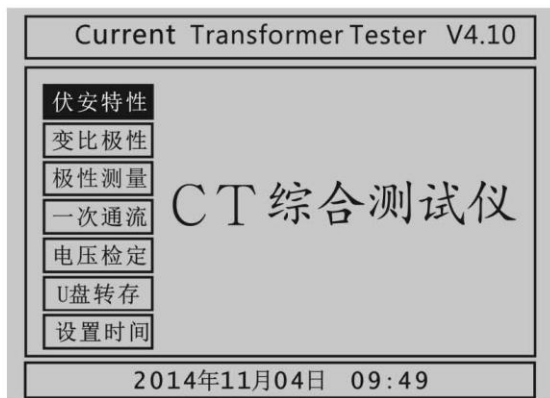 Current Transformer Tester V4.10
伏安特性
变比极性
极性测量
一次通流
电压检定
U盘转存
设置时间
CT综合测试仪
2014年11月04日 09:49